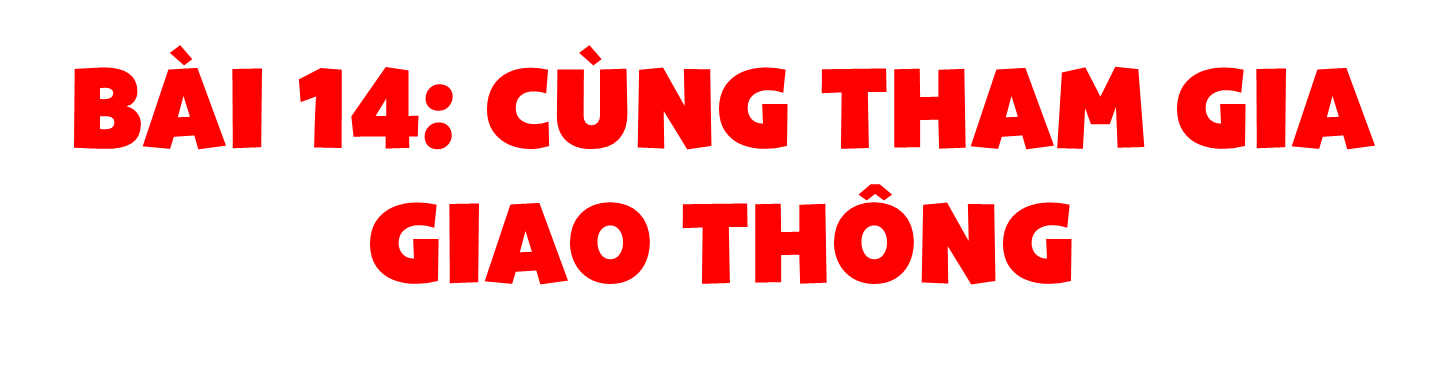 BÀI 14: CÙNG THAM GIA
GIAO THÔNG